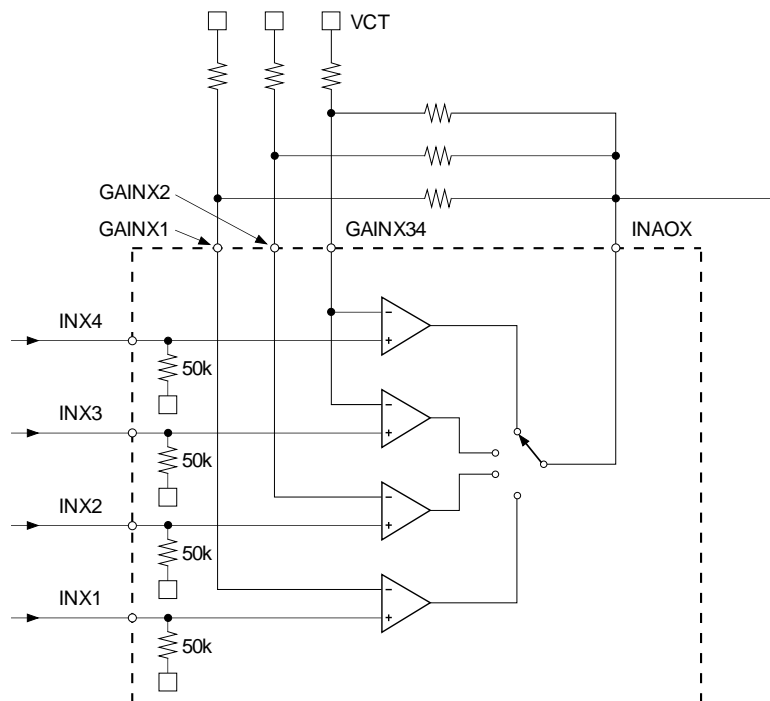 VCT
GAINX2
GAINX1
GAINX34
INAOX
INX4
50k
INX3
50k
INX2
50k
INX1
50k